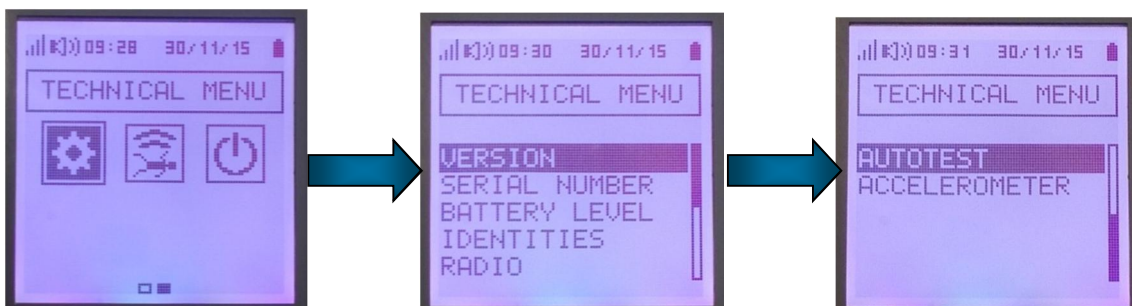 09:28 30/11/15
TECHNICAL MENU
09:30 30/11/15
TECHNICAL MENU
VERSION
SERIAL NUMBER
BATTERY LEVEL
IDENTITIES
RADIO
09:31 30/11/15
TECHNICAL MENU
AUTOTEST
ACCELEROMETER